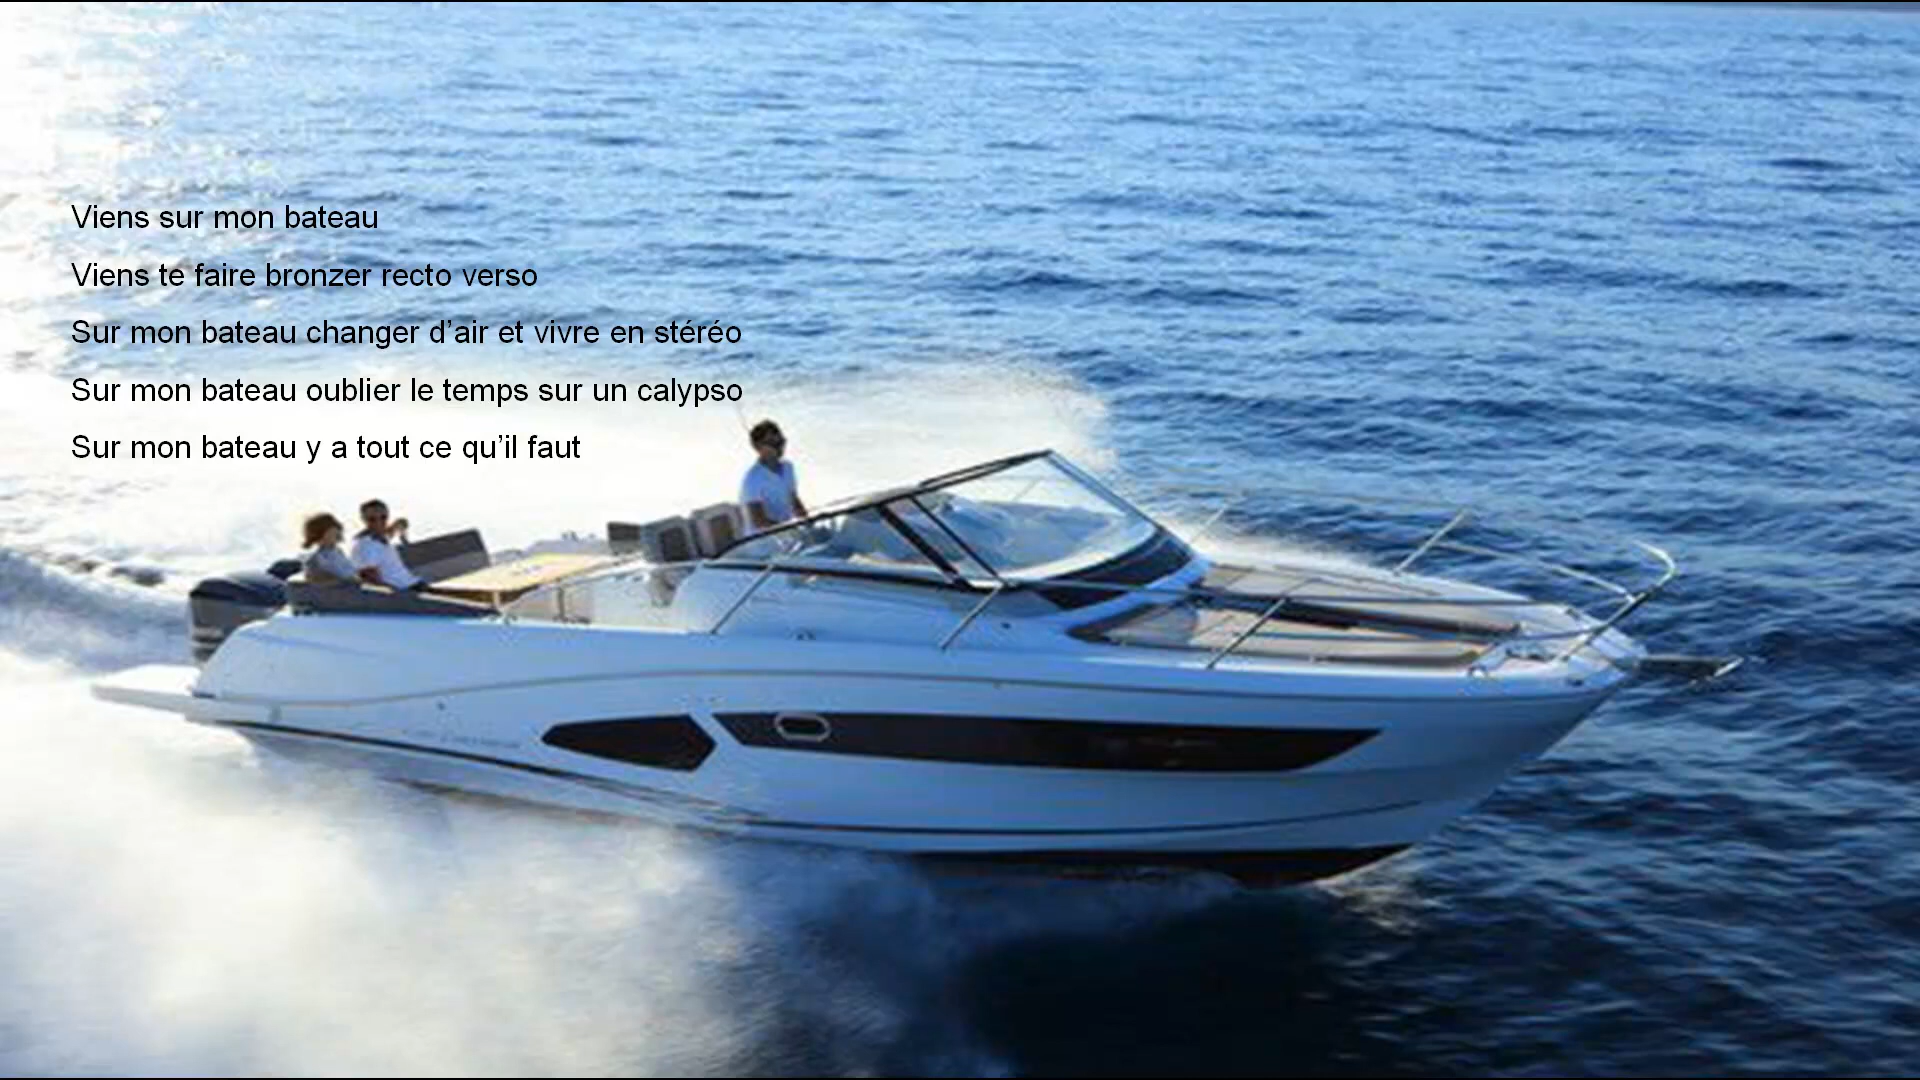 Viens sur mon bateau
Viens te faire bronzer recto verso
Sur mon bateau changer d’air et vivre en stéréo
Sur mon bateau oublier le temps sur un calypso
Sur mon bateau y a tout ce qu’il faut